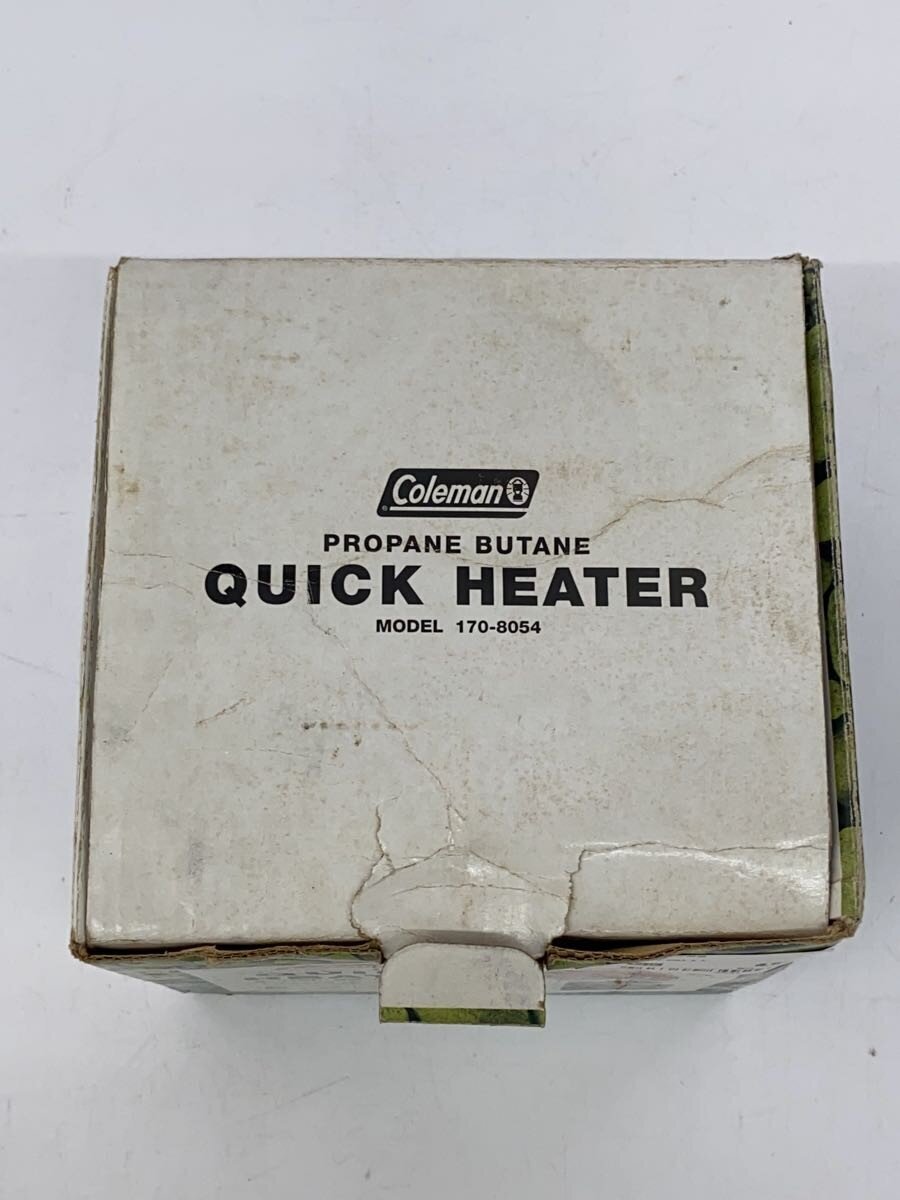 Coleman
PROPANE BUTANE
QUICK HEATER
MODEL 170-8054